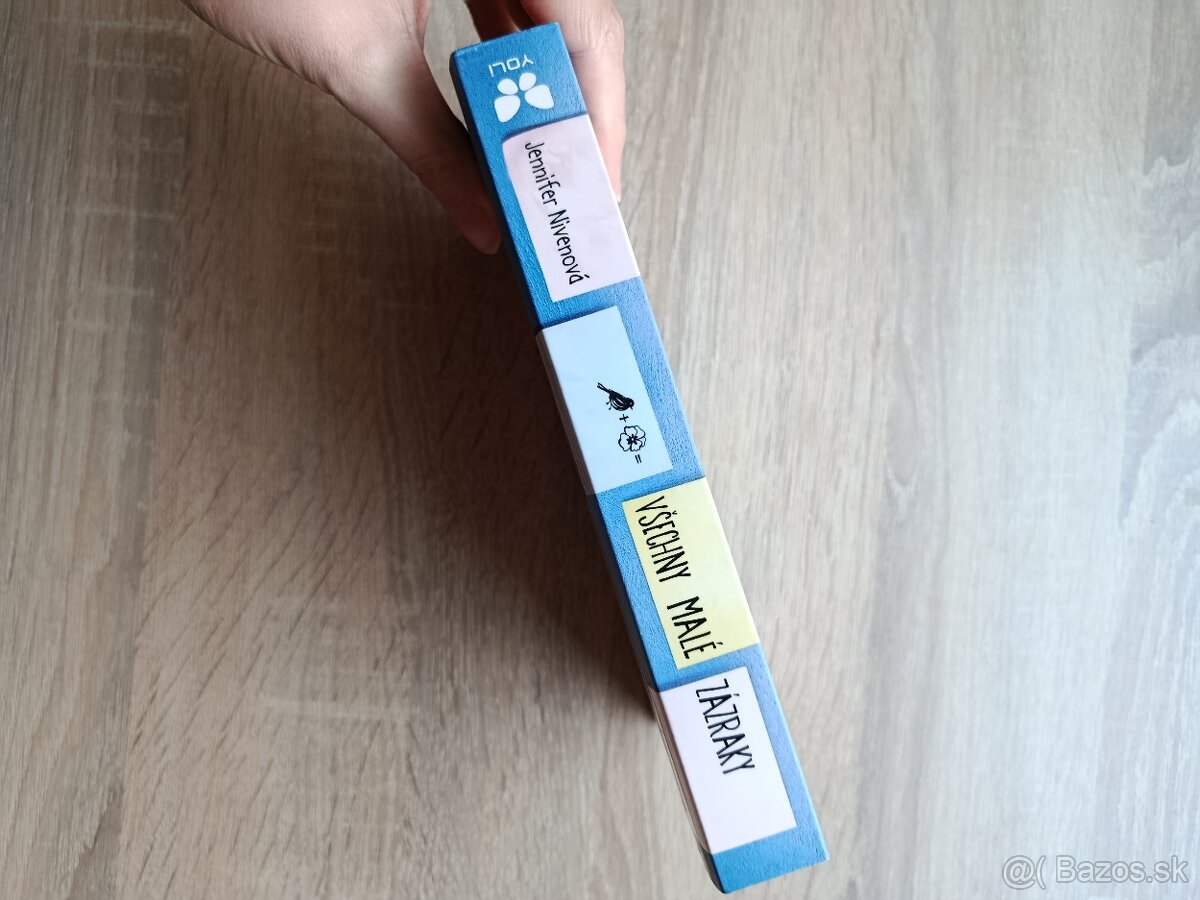 YOLI
Jennifer Nivenová
+ =
VŠECHNY MALÉ
ZÁZRAKY
@( Bazos.sk